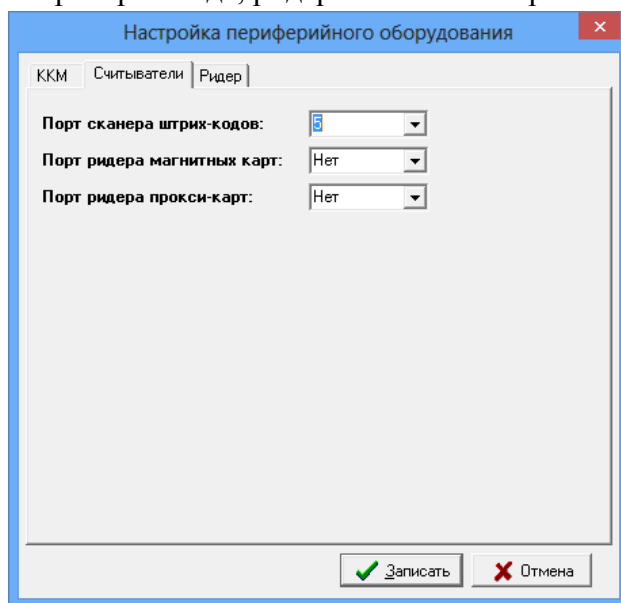 Настройка периферийного оборудования
ККМ Считыватели Ридер
Порт сканера штрих-кодов: 5
Порт ридера магнитных карт: Нет
Порт ридера прокси-карт: Нет
Записать Отмена